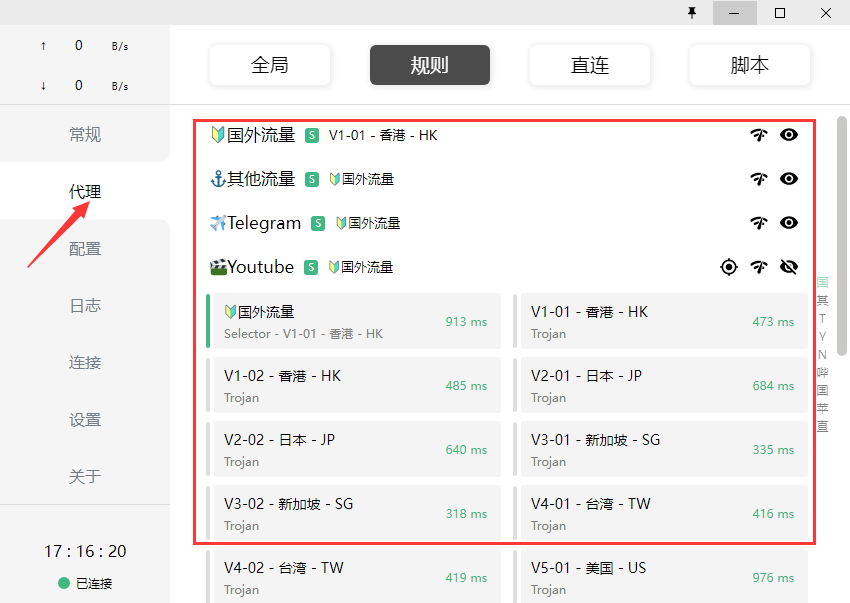 ↑ 0 B/s
↓ 0 B/s
常规
代理
配置
日志
连接
设置
关于
17 : 16 : 20
已连接
全局 规则 直连 脚本
国外流量 S V1-01 - 香港 - HK
其他流量 S 国外流量
Telegram S 国外流量
Youtube S 国外流量
国外流量
Selector - V1-01 - 香港 - HK
913 ms
V1-01 - 香港 - HK
Trojan
473 ms
V1-02 - 香港 - HK
Trojan
485 ms
V2-01 - 日本 - JP
Trojan
684 ms
V2-02 - 日本 - JP
Trojan
640 ms
V3-01 - 新加坡 - SG
Trojan
335 ms
V3-02 - 新加坡 - SG
Trojan
318 ms
V4-01 - 台湾 - TW
Trojan
416 ms
V4-02 - 台湾 - TW
Trojan
419 ms
V5-01 - 美国 - US
Trojan
976 ms
国
其
T
Y
N
哔
国
苹
直